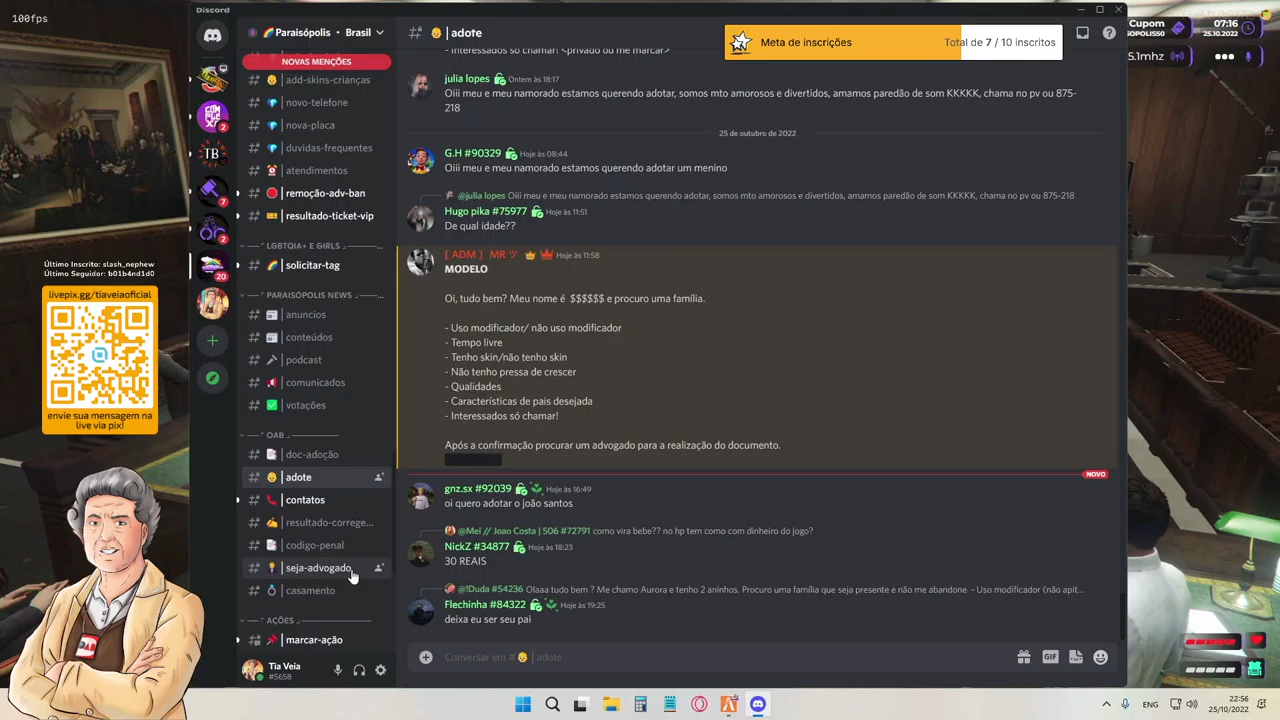 100fps
Discord
Paraisópolis • Brasil
adote
Meta de inscrições
Total de 7 / 10 inscritos
Cupom
07:16
25.10.2022
5.1mhz
NOVAS MENÇÕES
add-skins-crianças
novo-telefone
nova-placa
duvidas-frequentes
atendimentos
remoção-adv-ban
resultado-ticket-vip
LGBTQIA+ E GIRLS
solicitar-tag
PARAISÓPOLIS NEWS
anuncios
conteúdos
podcast
comunicados
votações
OAB
doc-adoção
adote
contatos
resultado-correge...
codigo-penal
seja-advogado
casamento
AÇÕES
marcar-ação
Tia Veia
#5658
2
TB
7
2
20
Último Inscrito: slash_nephew
Último Seguidor: b01b4nd1d0
livepix.gg/tiaveiaoficial
envie sua mensagem na
live via pix!
- Interessados só chamar! <privado ou me marcar>
julia lopes Ontem às 18:17
Oiii meu e meu namorado estamos querendo adotar, somos mto amorosos e divertidos, amamos paredão de som KKKKK, chama no pv ou 875-
218
25 de outubro de 2022
G.H #90329 Hoje às 08:44
Oiii meu e meu namorado estamos querendo adotar um menino
@julia lopes Oiii meu e meu namorado estamos querendo adotar, somos mto amorosos e divertidos, amamos paredão de som KKKKK, chama no pv ou 875-218
Hugo pika #75977 Hoje às 11:51
De qual idade??
[ ADM ] MR ツ Hoje às 11:58
MODELO
Oi, tudo bem? Meu nome é $$$$$$ e procuro uma família.
- Uso modificador/ não uso modificador
- Tempo livre
- Tenho skin/não tenho skin
- Não tenho pressa de crescer
- Qualidades
- Características de pais desejada
- Interessados só chamar!
Após a confirmação procurar um advogado para a realização do documento.
NOVO
gnz.sx #92039 Hoje às 16:49
oi quero adotar o joão santos
@Mel // Joao Costa | 506 #72791 como vira bebe?? no hp tem como com dinheiro do jogo?
NickZ #34877 Hoje às 18:23
30 REAIS
@!Duda #54236 Olaaa tudo bem ? Me chamo Aurora e tenho 2 aninhos. Procuro uma família que seja presente e não me abandone. - Uso modificador (não apit...
Flechinha #84322 Hoje às 19:25
deixa eu ser seu pai
Conversar em # | adote
GIF
ENG
22:56
25/10/2022